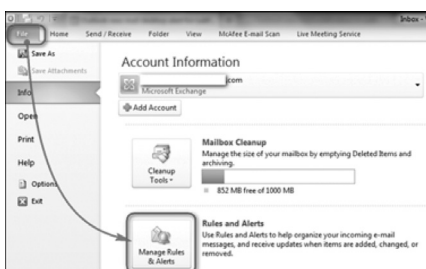 Inbox -
File Home Send / Receive Folder View McAfee E-mail Scan Live Meeting Service
Save As
Save Attachments
Info
Open
Print
Help
Options
Exit
Account Information
.com
Microsoft Exchange
Add Account
Cleanup
Tools
Mailbox Cleanup
Manage the size of your mailbox by emptying Deleted Items and
archiving.
852 MB free of 1000 MB
Manage Rules
& Alerts
Rules and Alerts
Use Rules and Alerts to help organize your incoming e-mail
messages, and receive updates when items are added, changed, or
removed.